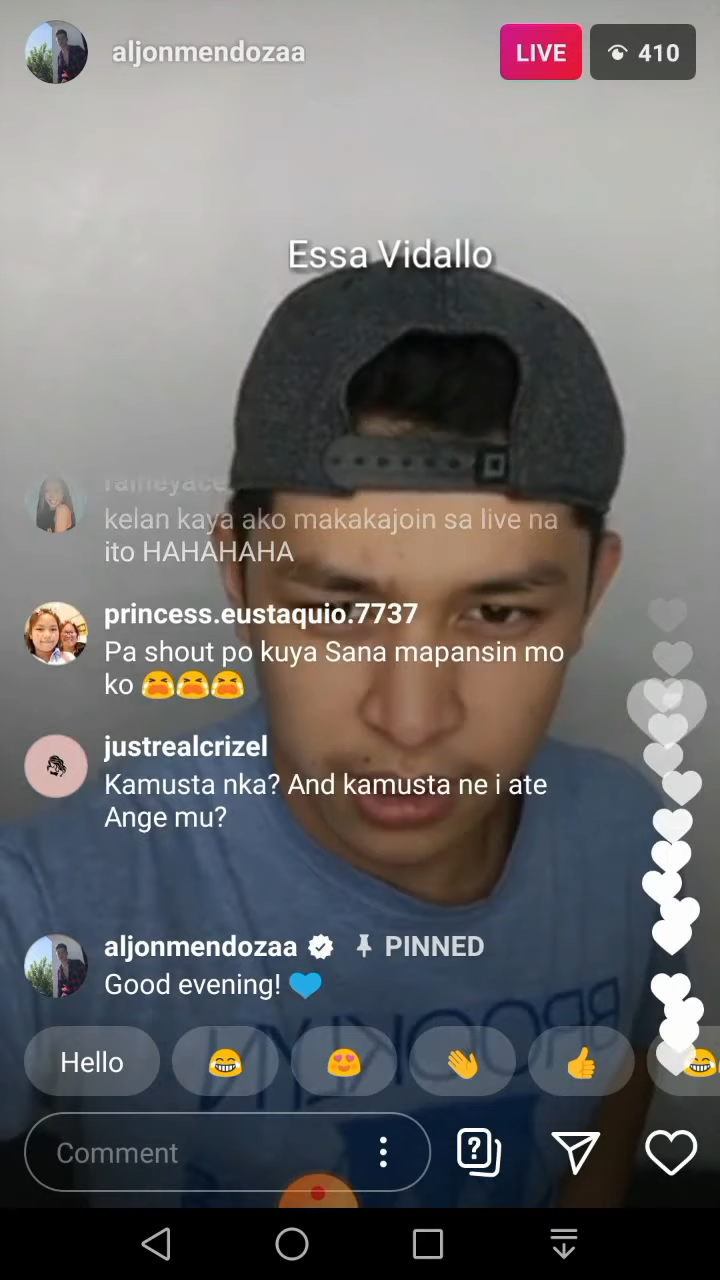 aljonmendozaa
LIVE
410
Essa Vidallo
raineyace
kelan kaya ako makakajoin sa live na
ito HAHAHAHA
princess.eustaquio.7737
Pa shout po kuya Sana mapansin mo
ko 😭😭😭
justrealcrizel
Kamusta nka? And kamusta ne i ate
Ange mu?
aljonmendozaa PINNED
Good evening! 💙
Hello 😂 😍 👏 👍 😂
BROOKLYN
Comment